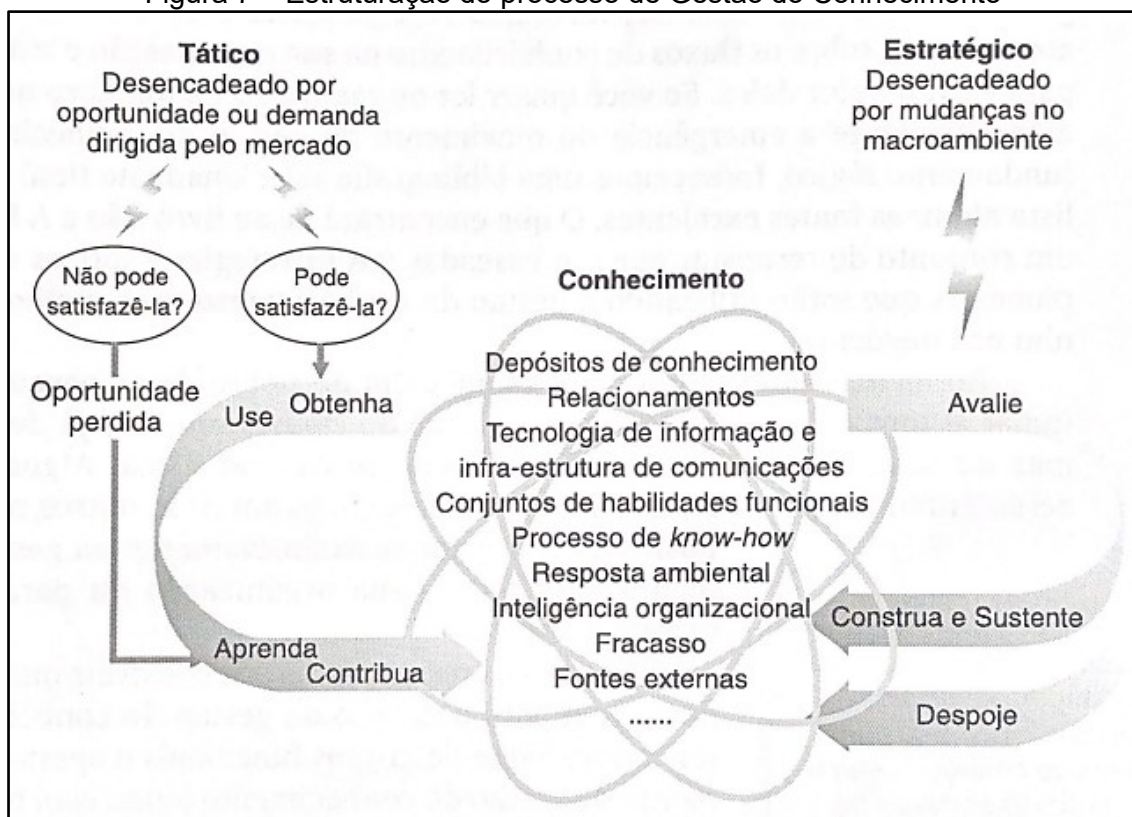 Figura 7 – Estruturação do processo de Gestão do Conhecimento
Tático
Desencadeado por
oportunidade ou demanda
dirigida pelo mercado
Estratégico
Desencadeado
por mudanças no
macroambiente
Não pode
satisfazê-la?
Pode
satisfazê-la?
Oportunidade
perdida
Use
Obtenha
Aprenda
Contribua
Conhecimento
Depósitos de conhecimento
Relacionamentos
Tecnologia de informação e
infra-estrutura de comunicações
Conjuntos de habilidades funcionais
Processo de know-how
Resposta ambiental
Inteligência organizacional
Fracasso
Fontes externas
......
Avalie
Construa e Sustente
Despoje